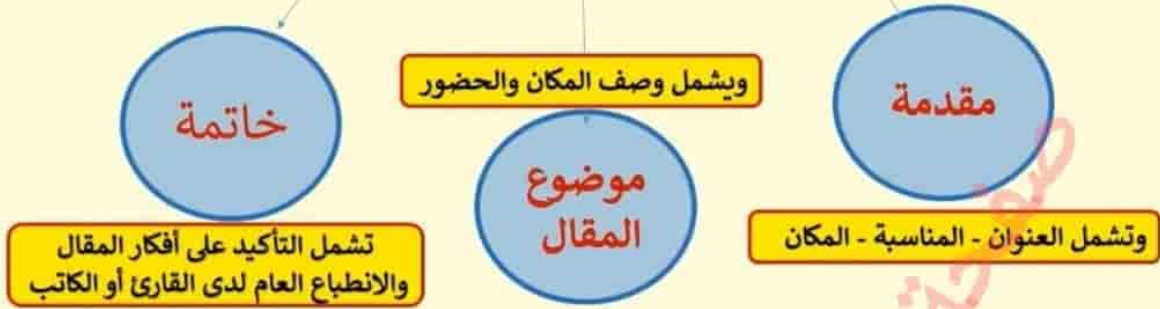 مقدمة
وتشمل العنوان - المناسبة - المكان
ويشمل وصف المكان والحضور
موضوع
المقال
خاتمة
تشمل التأكيد على أفكار المقال
والانطباع العام لدى القارئ أو الكاتب